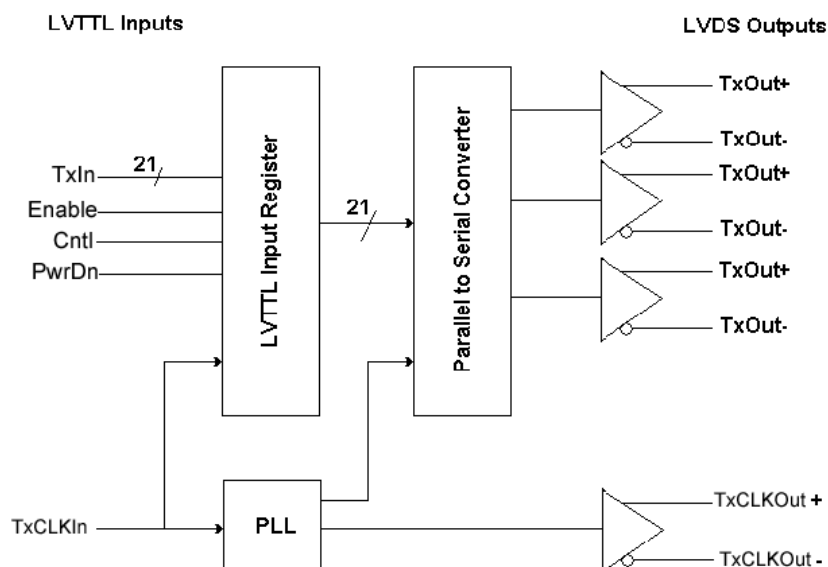 LVTTL Inputs
LVDS Outputs
TxIn
21
Enable
Cntl
PwrDn
LVTTL Input Register
21
Parallel to Serial Converter
TxOut+
TxOut-
TxOut+
TxOut-
TxOut+
TxOut-
TxCLKIn
PLL
TxCLKOut +
TxCLKOut -